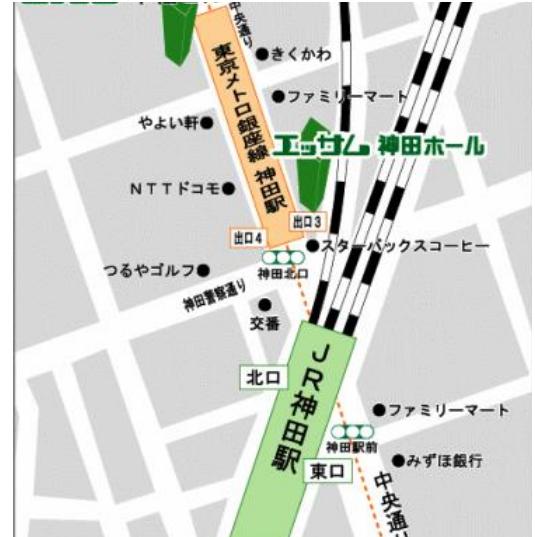 中央通り
きくかわ
東京メトロ銀座線 神田駅
ファミリーマート
やよい軒
エッサム 神田ホール
NTTドコモ
出口3
出口4
スターバックスコーヒー
神田北口
つるやゴルフ
神田警察通り
交番
JR神田駅
北口
ファミリーマート
神田駅前
みずほ銀行
東口
中央通り